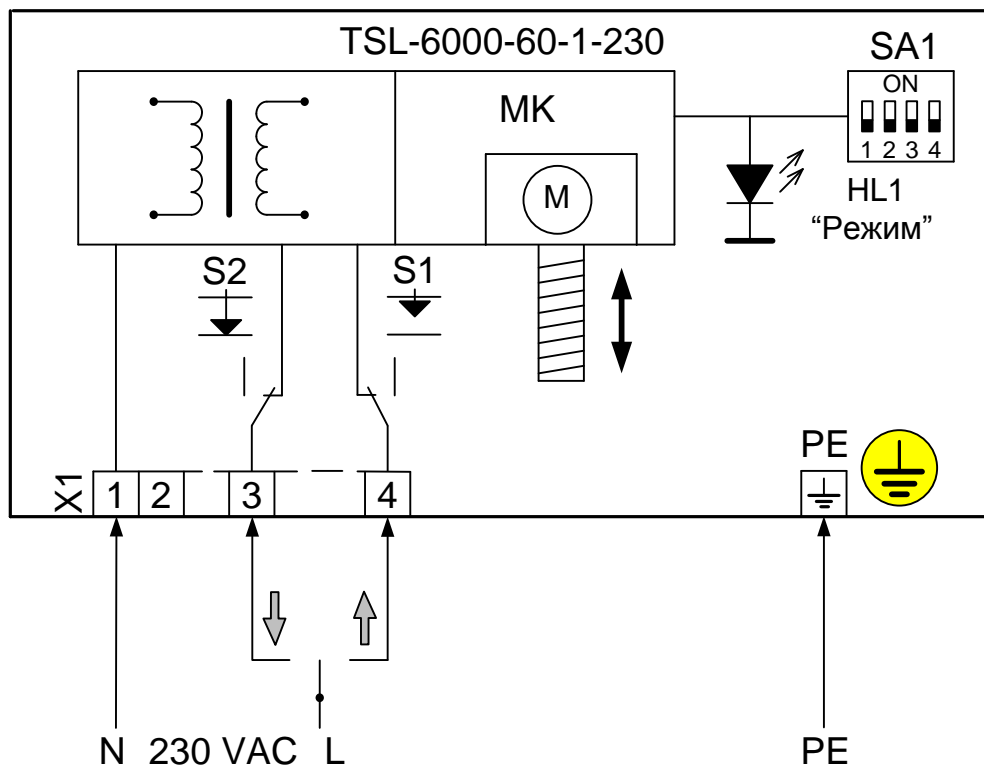 TSL-6000-60-1-230
SA1
ON
1 2 3 4
MK
M
HL1
“Режим”
S2
S1
X1
1 2 3 4
PE
N 230 VAC L
PE